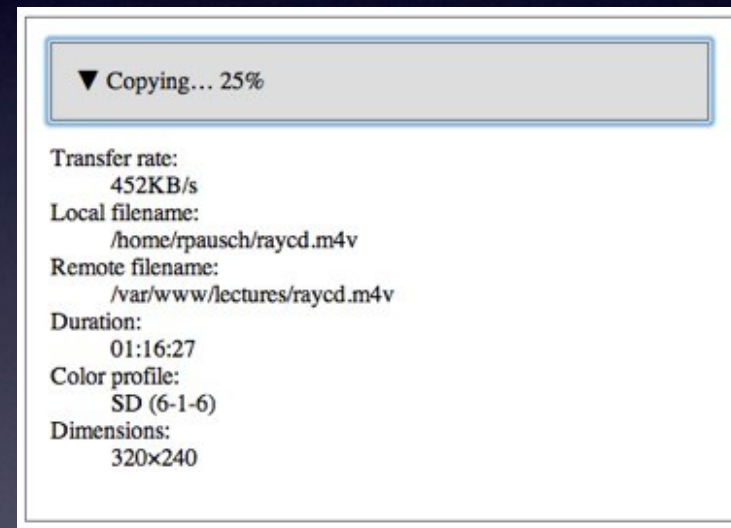 ▼ Copying… 25%
Transfer rate:
452KB/s
Local filename:
/home/rpausch/raycd.m4v
Remote filename:
/var/www/lectures/raycd.m4v
Duration:
01:16:27
Color profile:
SD (6-1-6)
Dimensions:
320×240